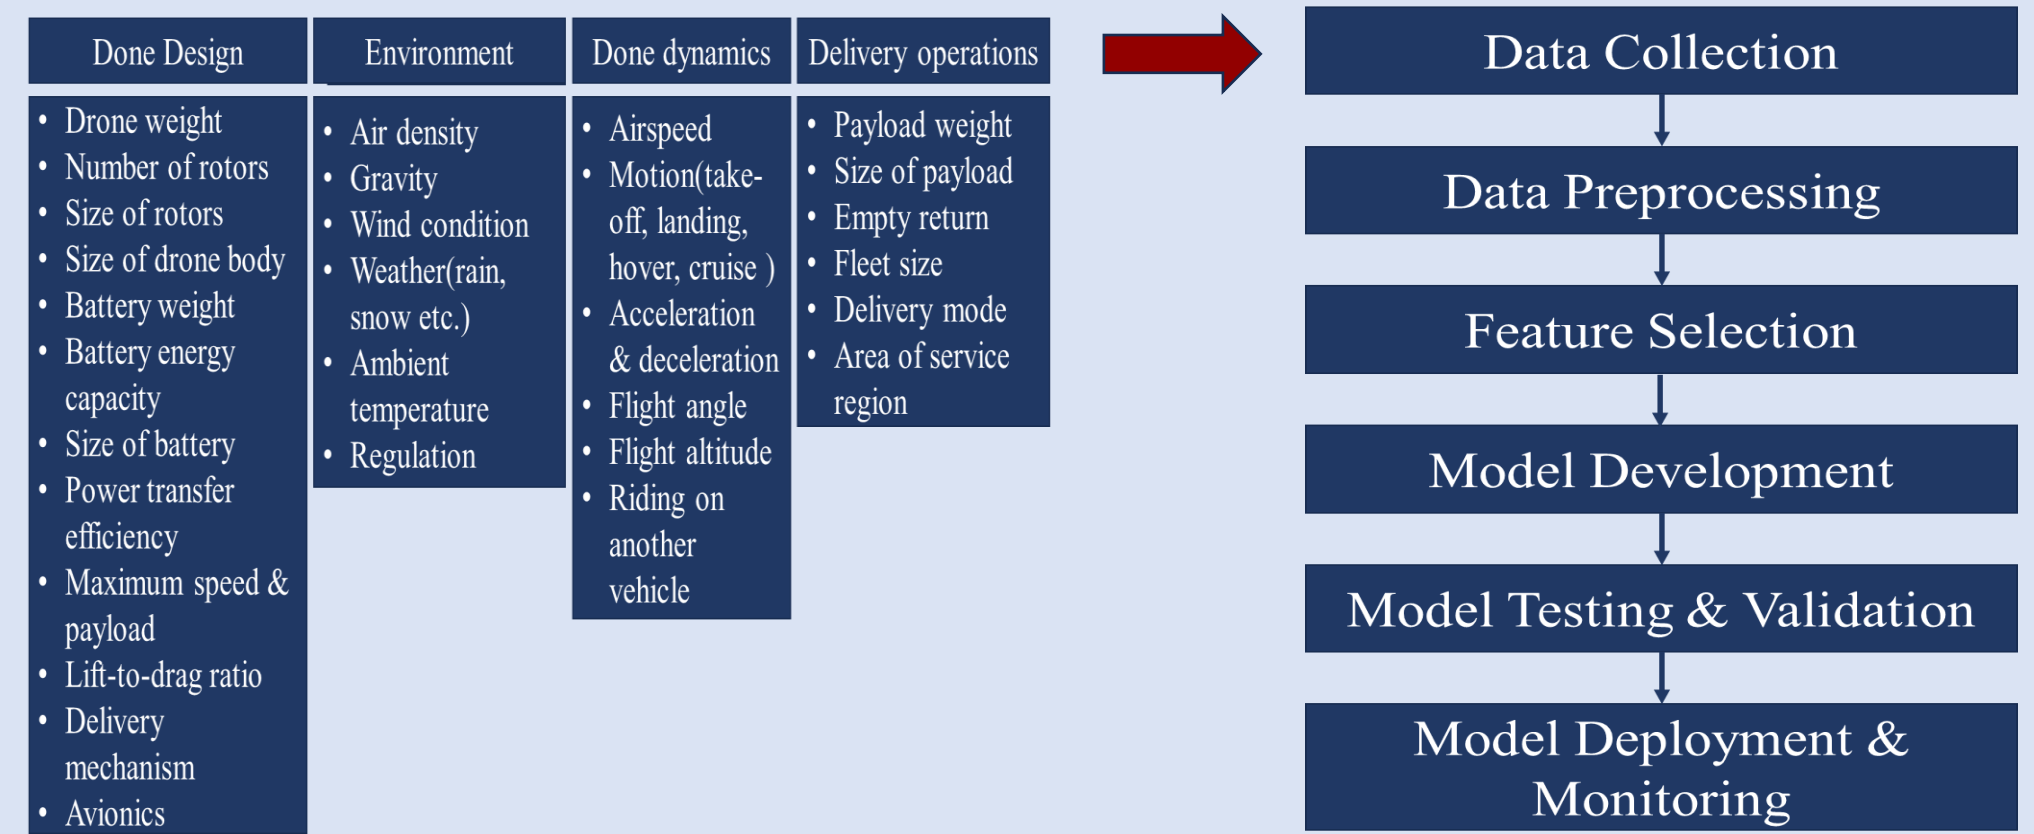 Done Design
• Drone weight
• Number of rotors
• Size of rotors
• Size of drone body
• Battery weight
• Battery energy
capacity
• Size of battery
• Power transfer
efficiency
• Maximum speed &
payload
• Lift-to-drag ratio
• Delivery
mechanism
• Avionics
Environment
• Air density
• Gravity
• Wind condition
• Weather(rain,
snow etc.)
• Ambient
temperature
• Regulation
Done dynamics
• Airspeed
• Motion(take-
off, landing,
hover, cruise )
• Acceleration
& deceleration
• Flight angle
• Flight altitude
• Riding on
another
vehicle
Delivery operations
• Payload weight
• Size of payload
• Empty return
• Fleet size
• Delivery mode
• Area of service
region
Data Collection
Data Preprocessing
Feature Selection
Model Development
Model Testing & Validation
Model Deployment &
Monitoring